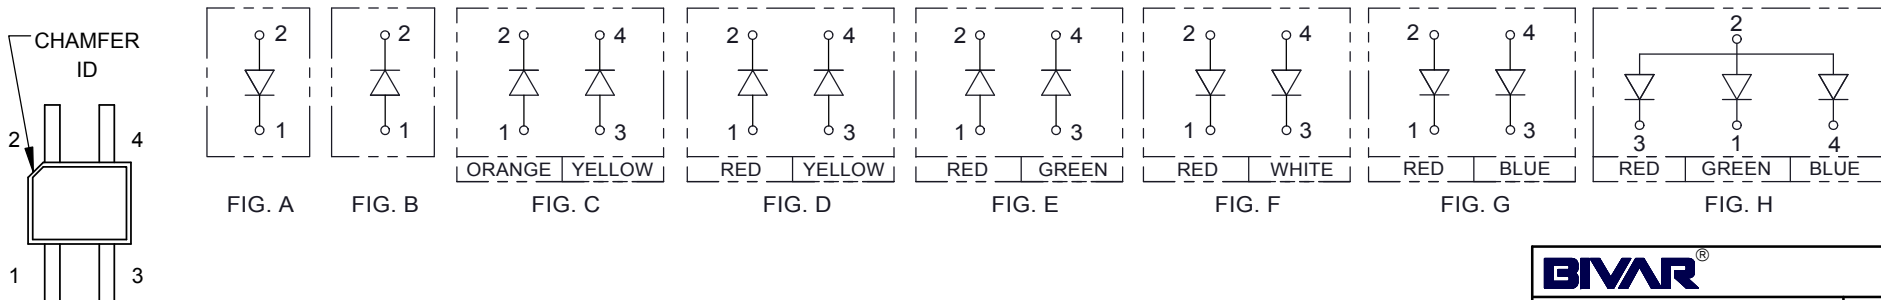 CHAMFER
ID
2
4
1
3
2
1
FIG. A
2
1
FIG. B
2 4
1 3
ORANGE YELLOW
FIG. C
2 4
1 3
RED YELLOW
FIG. D
2 4
1 3
RED GREEN
FIG. E
2 4
1 3
RED WHITE
FIG. F
2 4
1 3
RED BLUE
FIG. G
2
3 1 4
RED GREEN BLUE
FIG. H
BIVAR®